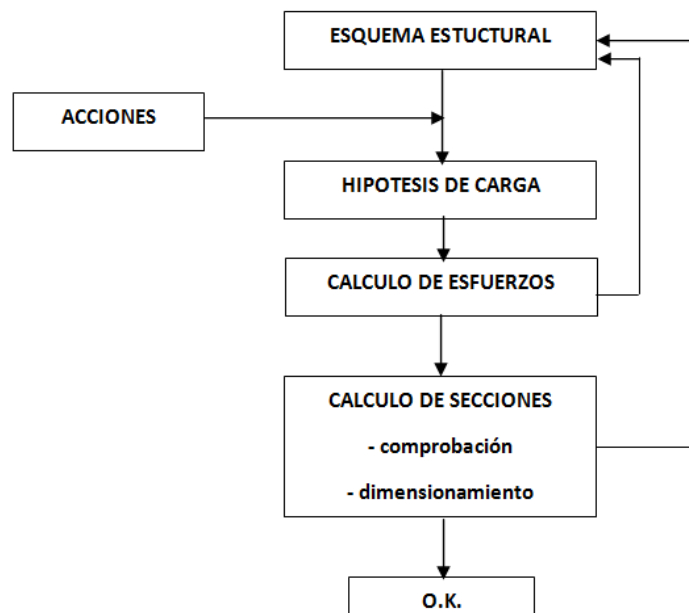 ESQUEMA ESTUCTURAL
ACCIONES
HIPOTESIS DE CARGA
CALCULO DE ESFUERZOS
CALCULO DE SECCIONES
- comprobación
- dimensionamiento
O.K.